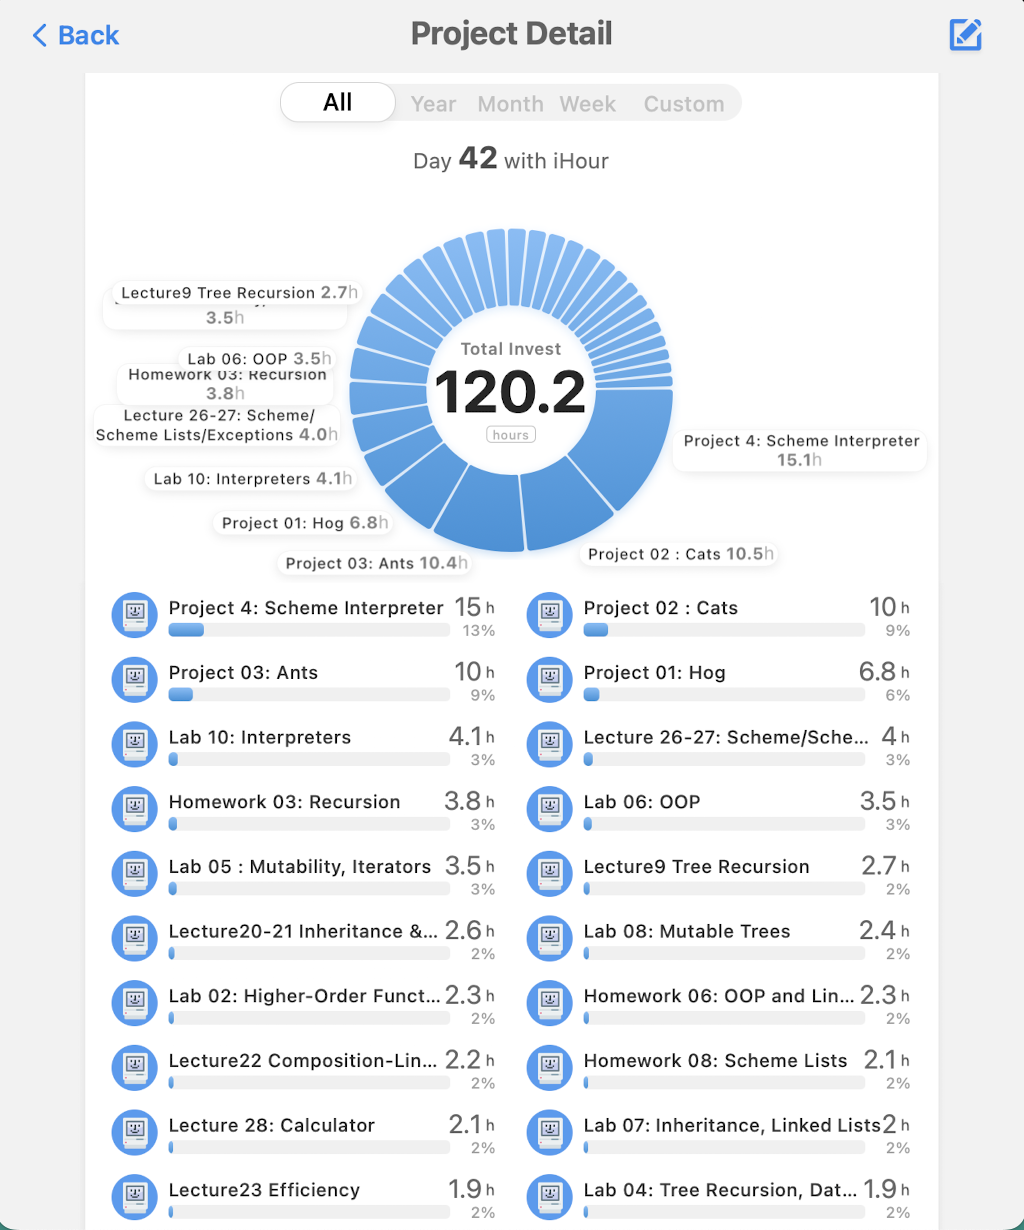 Back
Project Detail
All
Year
Month
Week
Custom
Day 42 with iHour
Lecture9 Tree Recursion 2.7h
3.5h
Lab 06: OOP 3.5h
Homework 03: Recursion
3.8h
Lecture 26-27: Scheme/
Scheme Lists/Exceptions 4.0h
Lab 10: Interpreters 4.1h
Project 01: Hog 6.8h
Project 03: Ants 10.4h
Total Invest
120.2
hours
Project 4: Scheme Interpreter
15.1h
Project 02 : Cats 10.5h
Project 4: Scheme Interpreter 15 h
13%
Project 02 : Cats 10 h
9%
Project 03: Ants 10 h
9%
Project 01: Hog 6.8 h
6%
Lab 10: Interpreters 4.1 h
3%
Lecture 26-27: Scheme/Sche... 4 h
3%
Homework 03: Recursion 3.8 h
3%
Lab 06: OOP 3.5 h
3%
Lab 05 : Mutability, Iterators 3.5 h
3%
Lecture9 Tree Recursion 2.7 h
2%
Lecture20-21 Inheritance &... 2.6 h
2%
Lab 08: Mutable Trees 2.4 h
2%
Lab 02: Higher-Order Funct... 2.3 h
2%
Homework 06: OOP and Lin... 2.3 h
2%
Lecture22 Composition-Lin... 2.2 h
2%
Homework 08: Scheme Lists 2.1 h
2%
Lecture 28: Calculator 2.1 h
2%
Lab 07: Inheritance, Linked Lists 2 h
2%
Lecture23 Efficiency 1.9 h
2%
Lab 04: Tree Recursion, Dat... 1.9 h
2%